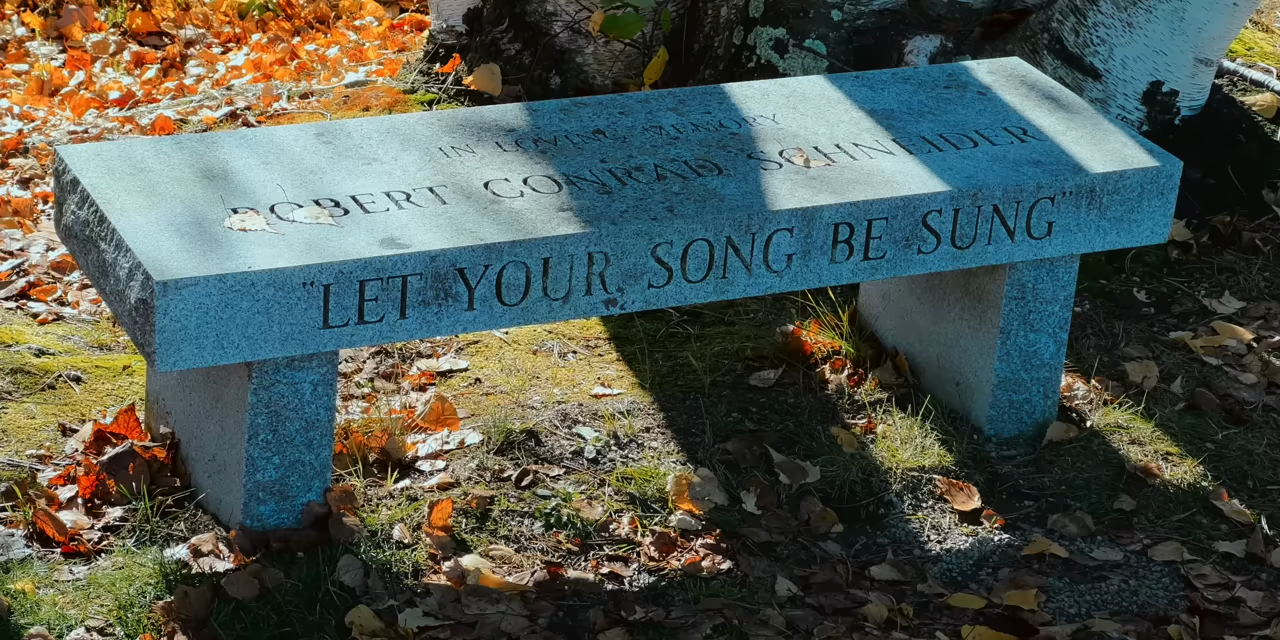 IN LOVING MEMORY
ROBERT CONRAD SCHNEIDER
"LET YOUR SONG BE SUNG"